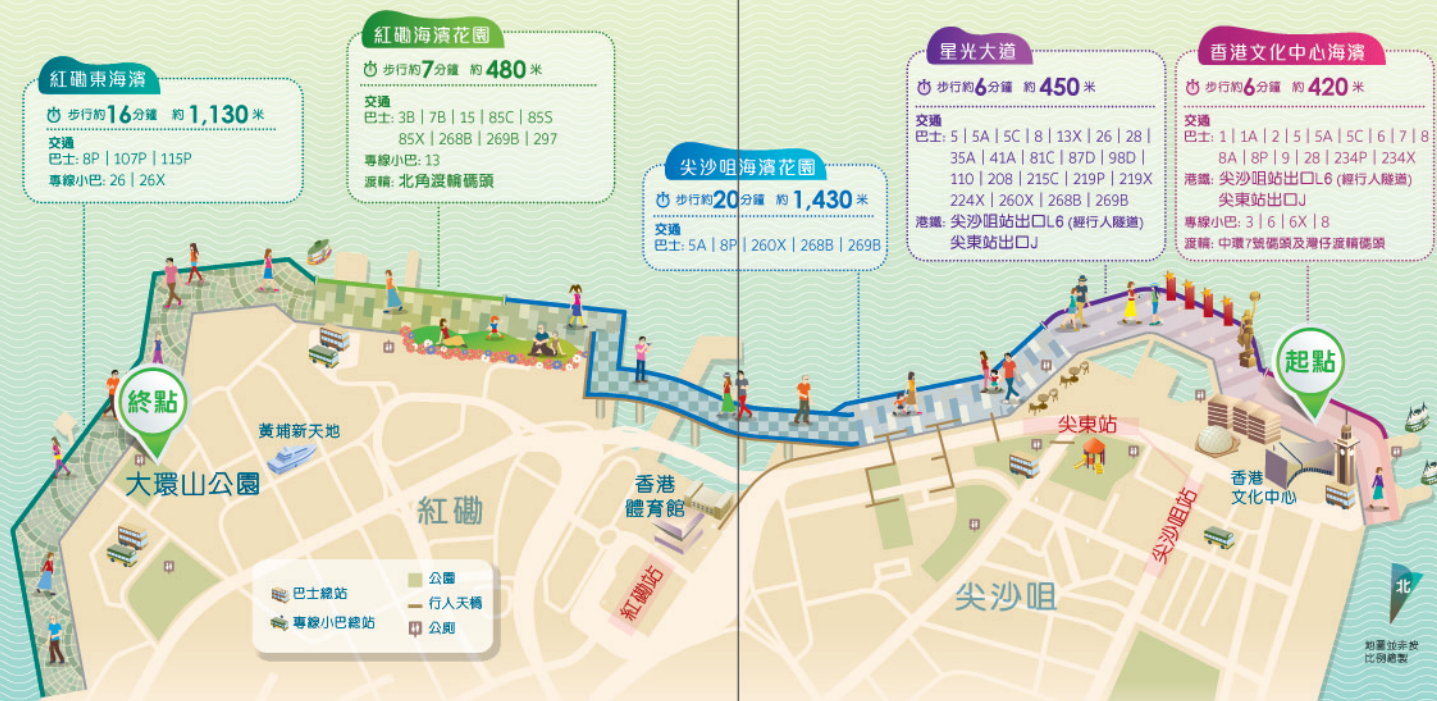 紅磡東海濱
步行約16分鐘 約1,130米
交通
巴士: 8P | 107P | 115P
專線小巴: 26 | 26X
紅磡海濱花園
步行約7分鐘 約480米
交通
巴士: 3B | 7B | 15 | 85C | 85S
85X | 268B | 269B | 297
專線小巴: 13
渡輪: 北角渡輪碼頭
尖沙咀海濱花園
步行約20分鐘 約1,430米
交通
巴士: 5A | 8P | 260X | 268B | 269B
星光大道
步行約6分鐘 約450米
交通
巴士: 5 | 5A | 5C | 8 | 13X | 26 | 28 |
35A | 41A | 81C | 87D | 98D |
110 | 208 | 215C | 219P | 219X
224X | 260X | 268B | 269B
港鐵: 尖沙咀站出口L6 (經行人隧道)
尖東站出口J
香港文化中心海濱
步行約6分鐘 約420米
交通
巴士: 1 | 1A | 2 | 5 | 5A | 5C | 6 | 7 | 8
8A | 8P | 9 | 28 | 234P | 234X
港鐵: 尖沙咀站出口L6 (經行人隧道)
尖東站出口J
專線小巴: 3 | 6 | 6X | 8
渡輪: 中環7號碼頭及灣仔渡輪碼頭
終點
大環山公園
黃埔新天地
紅磡
香港
體育館
紅磡站
起點
尖東站
尖沙咀站
香港
文化中心
尖沙咀
巴士總站
專線小巴總站
公園
行人天橋
公廁
北
地圖並非按
比例繪製